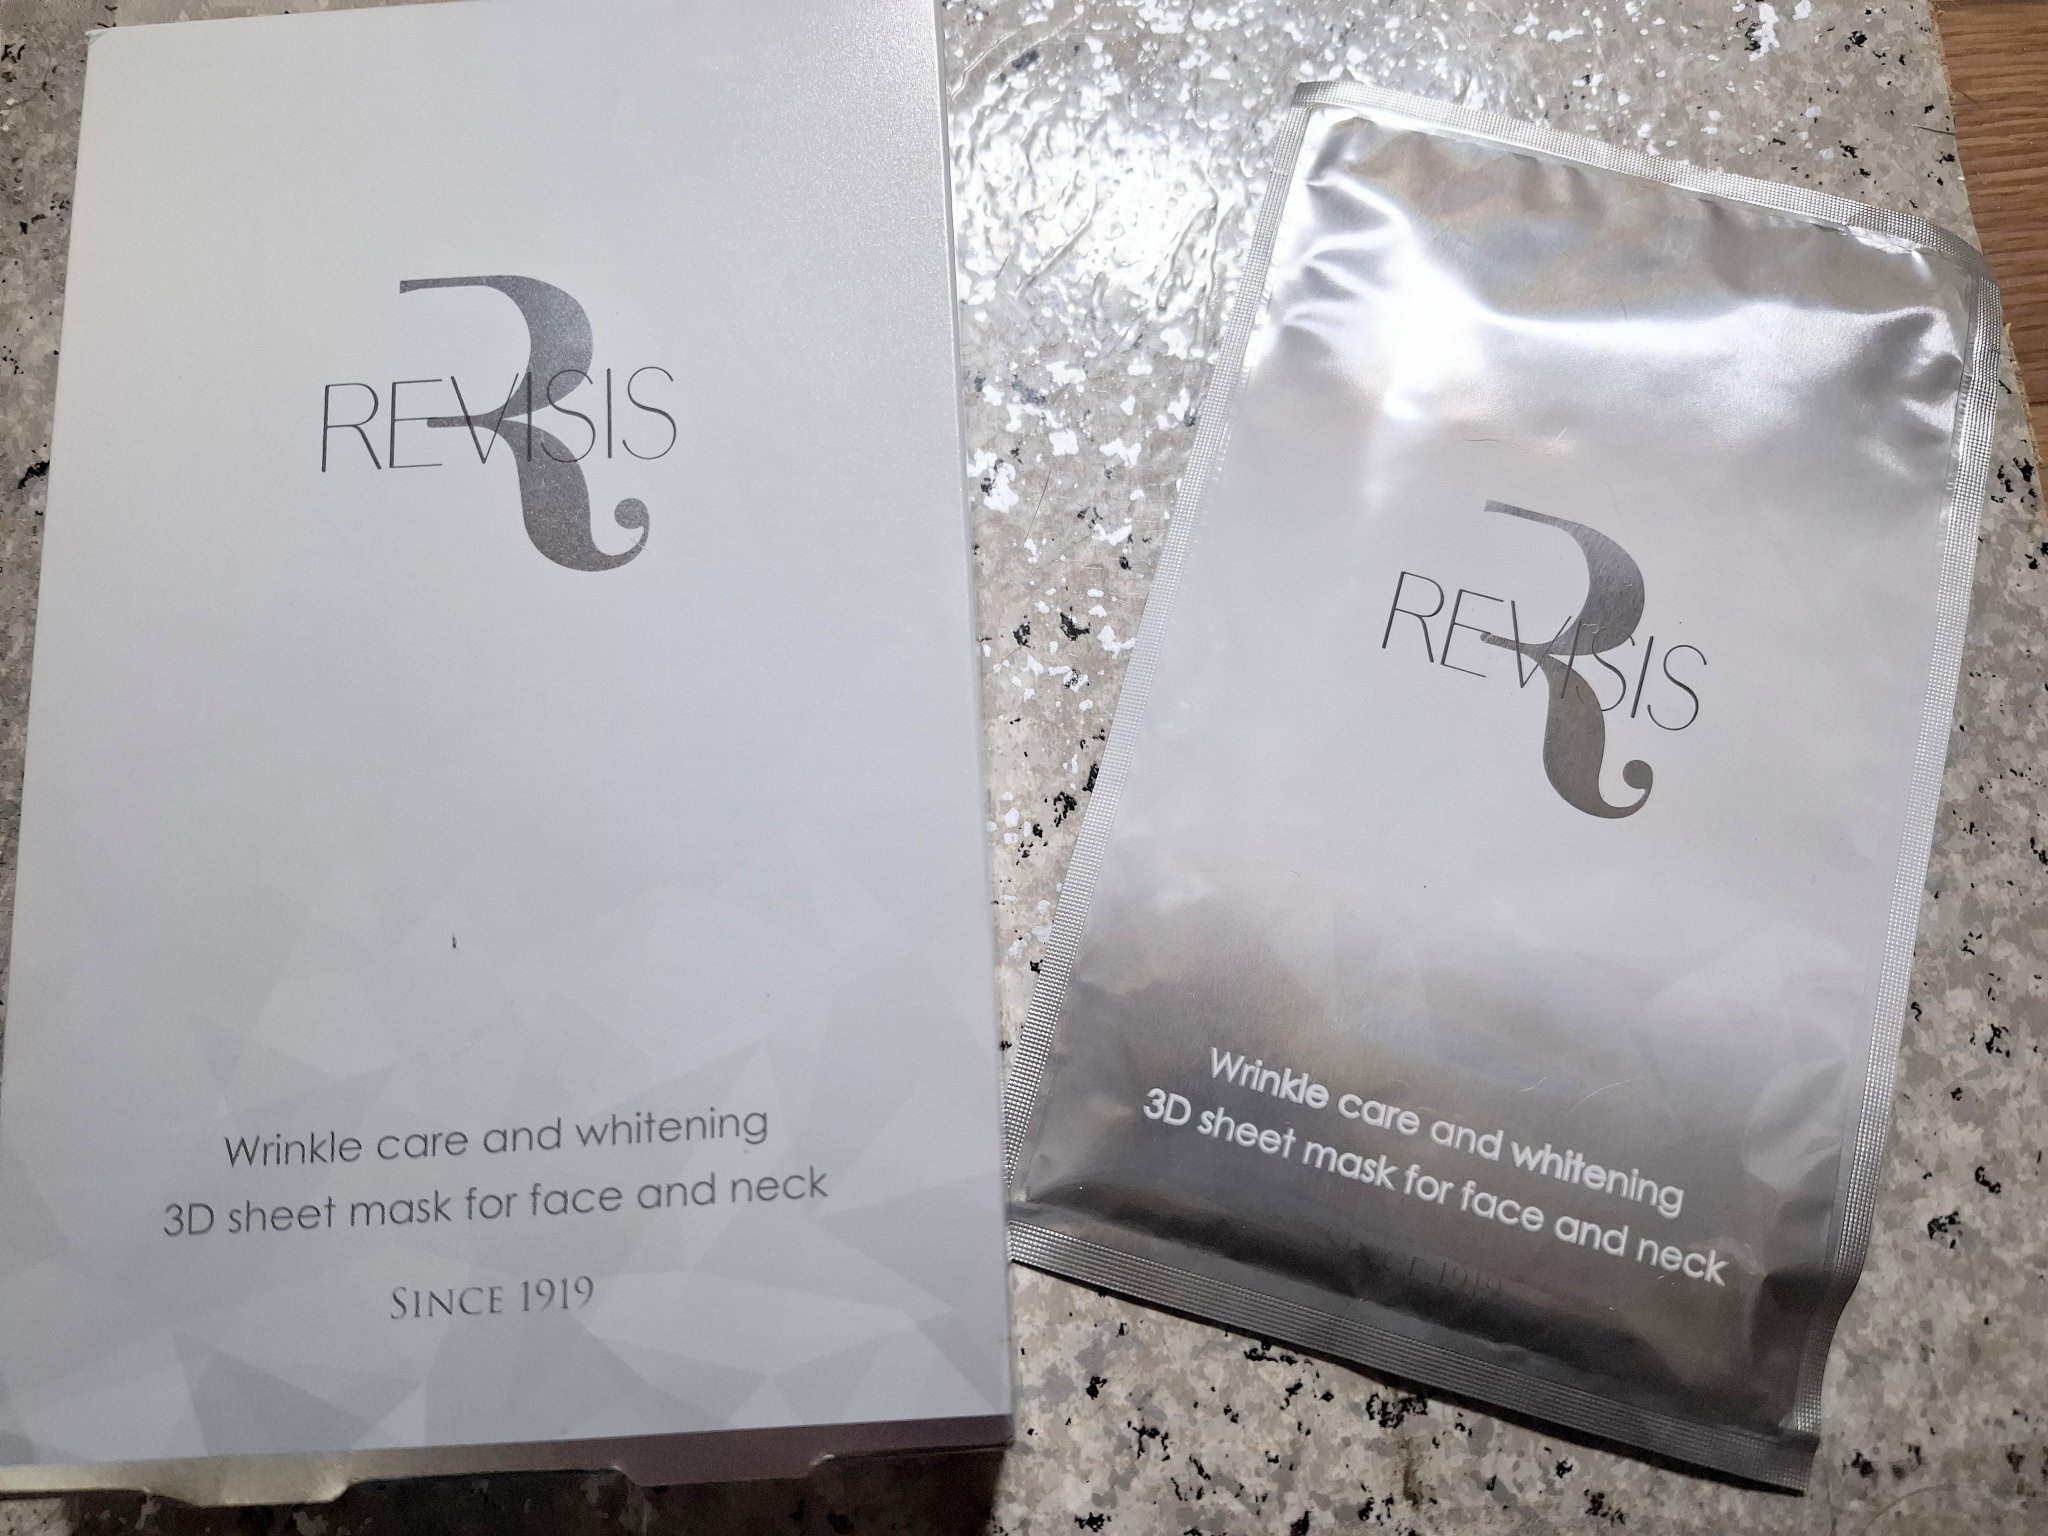 REVISIS
Wrinkle care and whitening
3D sheet mask for face and neck
SINCE 1919
REVISIS
Wrinkle care and whitening
3D sheet mask for face and neck
1919